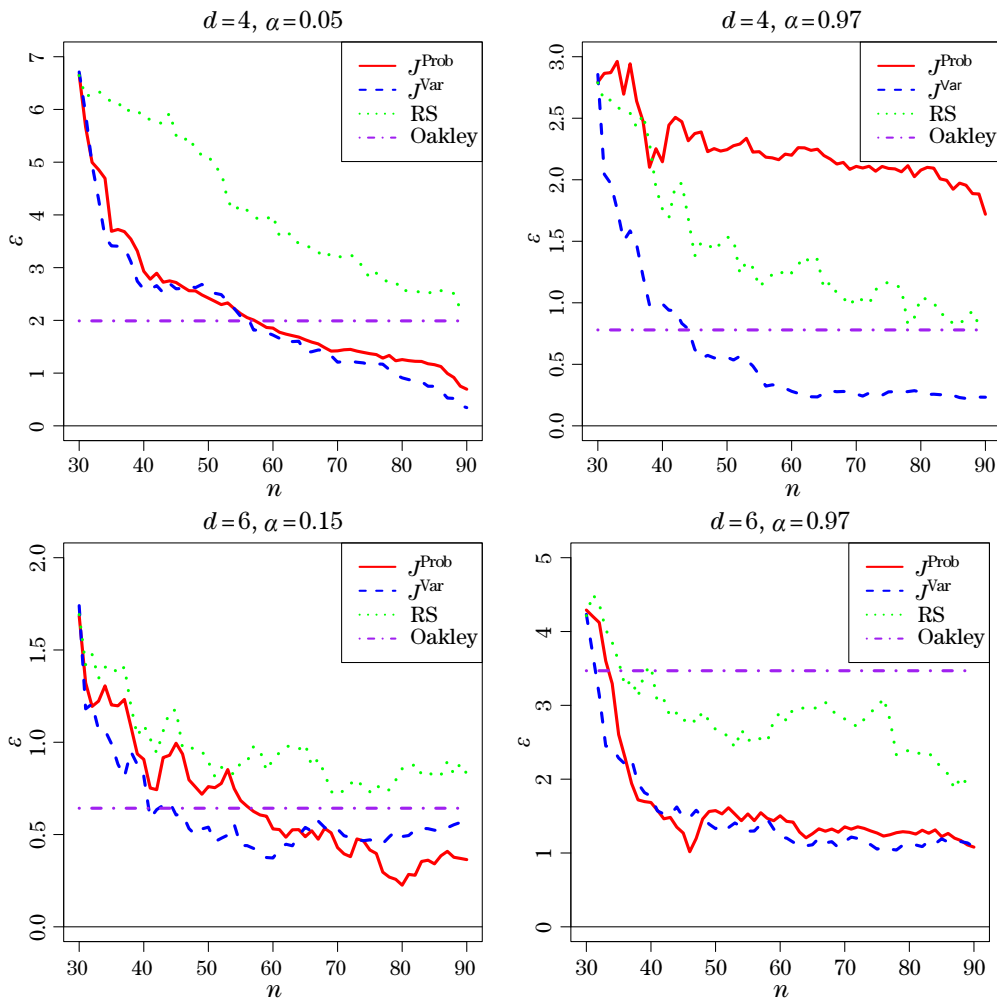 d=4, α=0.05
ε
7
6
5
4
3
2
1
0
30 40 50 60 70 80 90
n
J^Prob
J^Var
RS
Oakley
d=4, α=0.97
ε
3.0
2.5
2.0
1.5
1.0
0.5
0.0
30 40 50 60 70 80 90
n
J^Prob
J^Var
RS
Oakley
d=6, α=0.15
ε
2.0
1.5
1.0
0.5
0.0
30 40 50 60 70 80 90
n
J^Prob
J^Var
RS
Oakley
d=6, α=0.97
ε
5
4
3
2
1
0
30 40 50 60 70 80 90
n
J^Prob
J^Var
RS
Oakley